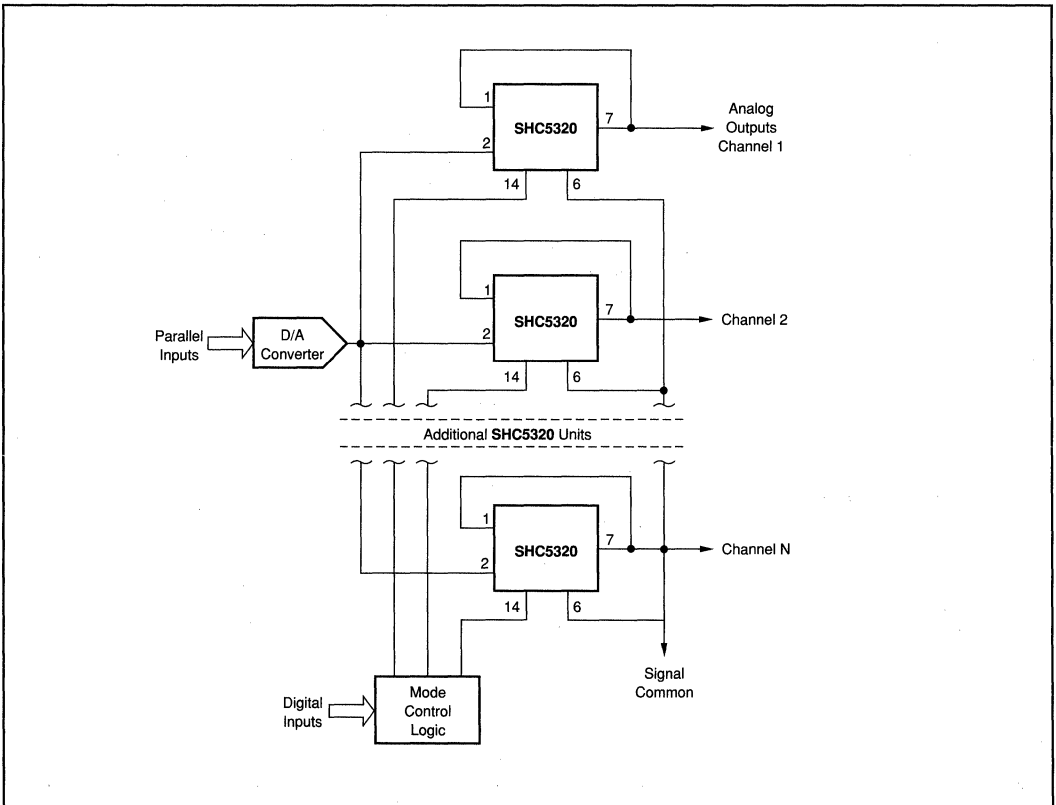 1
SHC5320
7
2
14
6
Analog
Outputs
Channel 1
1
SHC5320
7
2
14
6
Channel 2
Parallel
Inputs
D/A
Converter
Additional SHC5320 Units
1
SHC5320
7
2
14
6
Channel N
Signal
Common
Digital
Inputs
Mode
Control
Logic